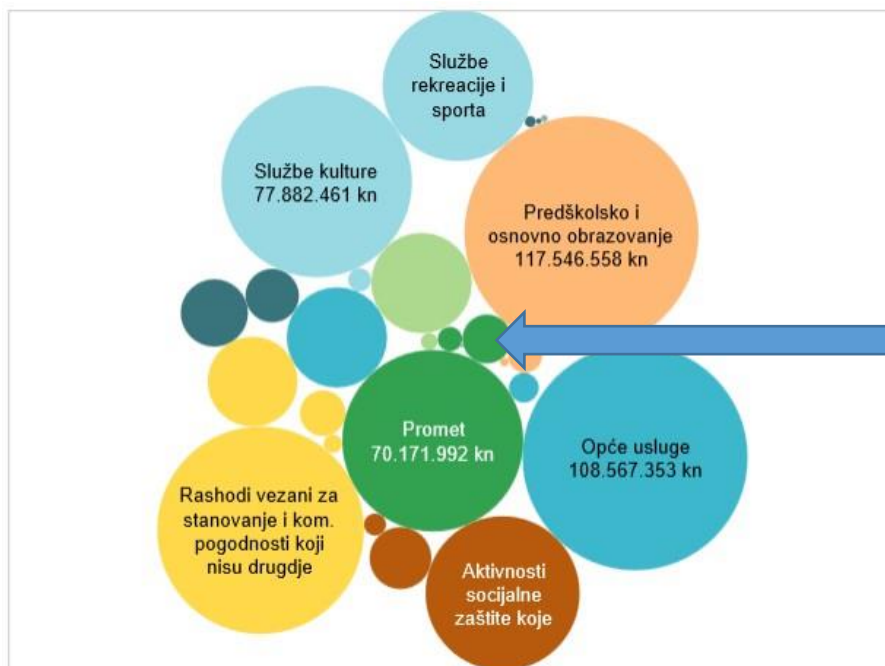 Službe
rekreacije i
sporta
Službe kulture
77.882.461 kn
Predškolsko i
osnovno obrazovanje
117.546.558 kn
Promet
70.171.992 kn
Opće usluge
108.567.353 kn
Rashodi vezani za
stanovanje i kom.
pogodnosti koji
nisu drugdje
Aktivnosti
socijalne
zaštite koje